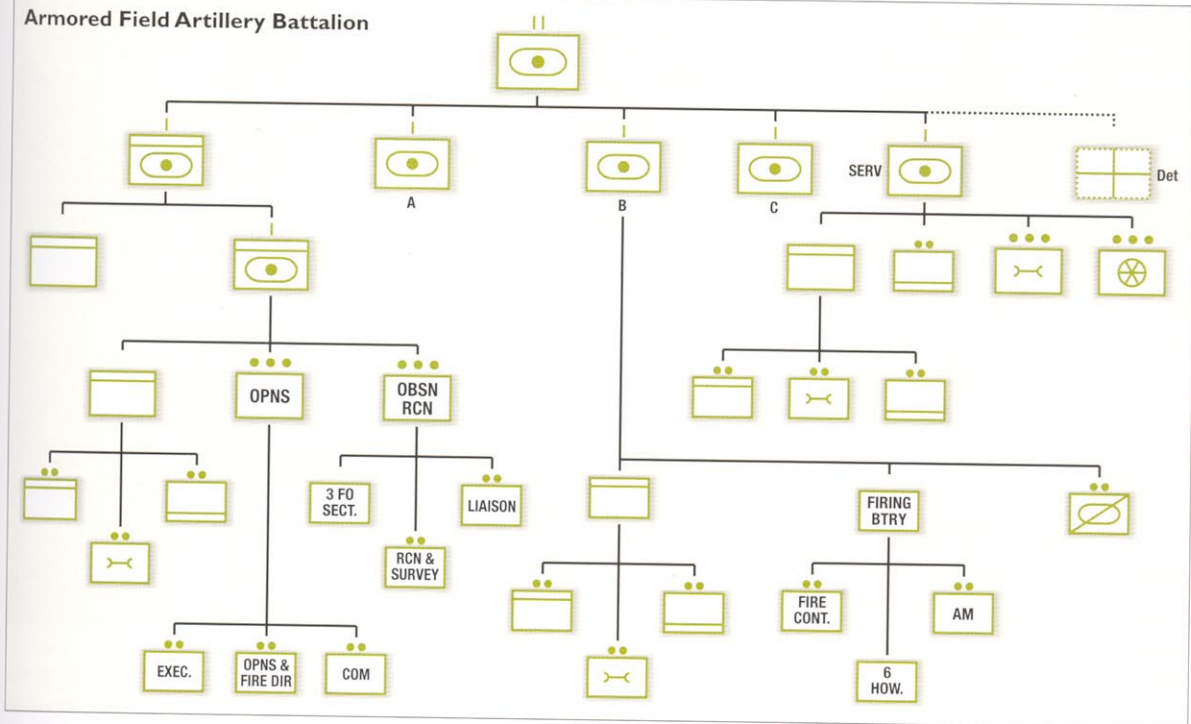 Armored Field Artillery Battalion
SERV
Det
A
B
C
OPNS
OBSN
RCN
3 FO
SECT.
LIAISON
RCN &
SURVEY
FIRING
BTRY
FIRE
CONT.
AM
EXEC.
OPNS &
FIRE DIR
COM
6
HOW.